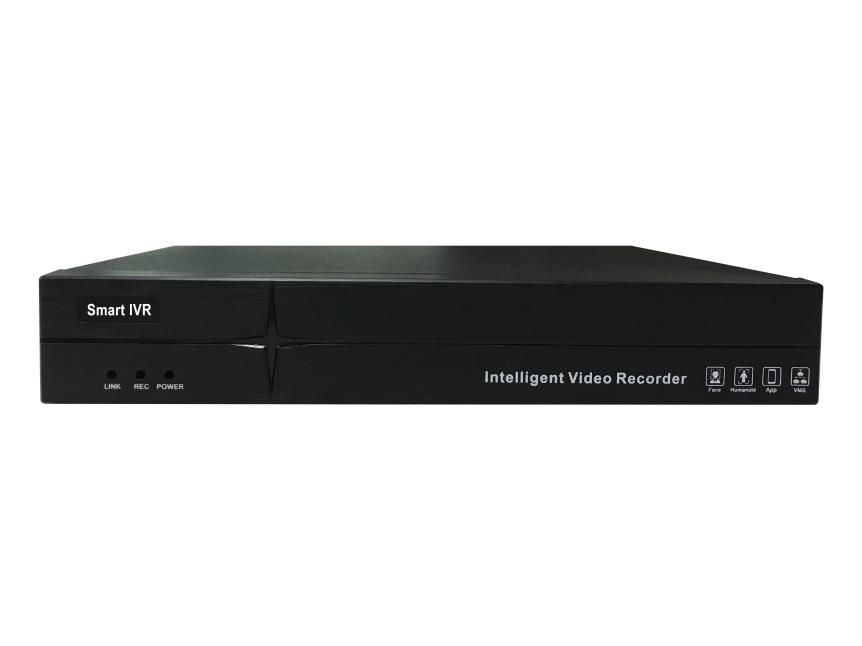 Smart IVR
LINK REC POWER
Intelligent Video Recorder
Face Humanoid App VMS